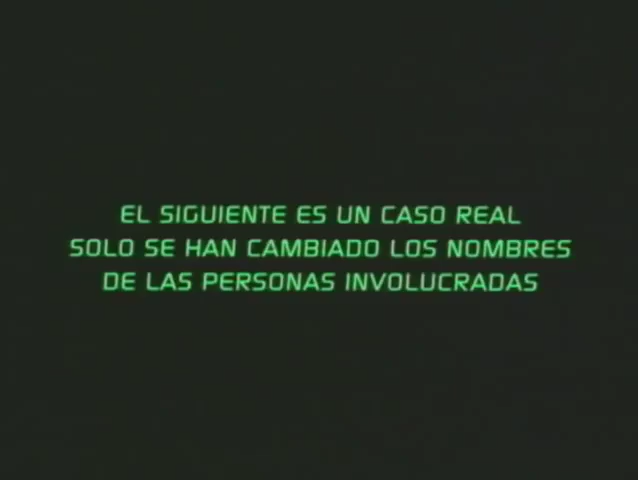 EL SIGUIENTE ES UN CASO REAL
SOLO SE HAN CAMBIADO LOS NOMBRES
DE LAS PERSONAS INVOLUCRADAS